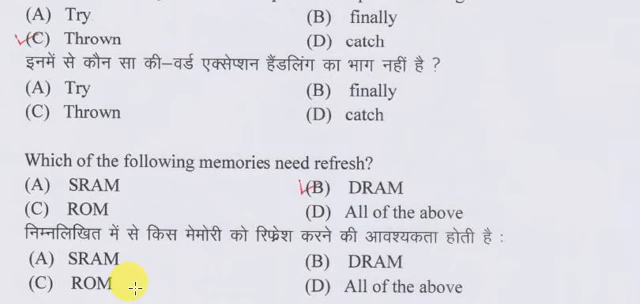 (A) Try (B) finally
(C) Thrown (D) catch
इनमें से कौन सा की–वर्ड एक्सेप्शन हैंडलिंग का भाग नहीं है ?
(A) Try (B) finally
(C) Thrown (D) catch
Which of the following memories need refresh?
(A) SRAM (B) DRAM
(C) ROM (D) All of the above
निम्नलिखित में से किस मेमोरी को रिफ्रेश करने की आवश्यकता होती है :
(A) SRAM (B) DRAM
(C) ROM (D) All of the above